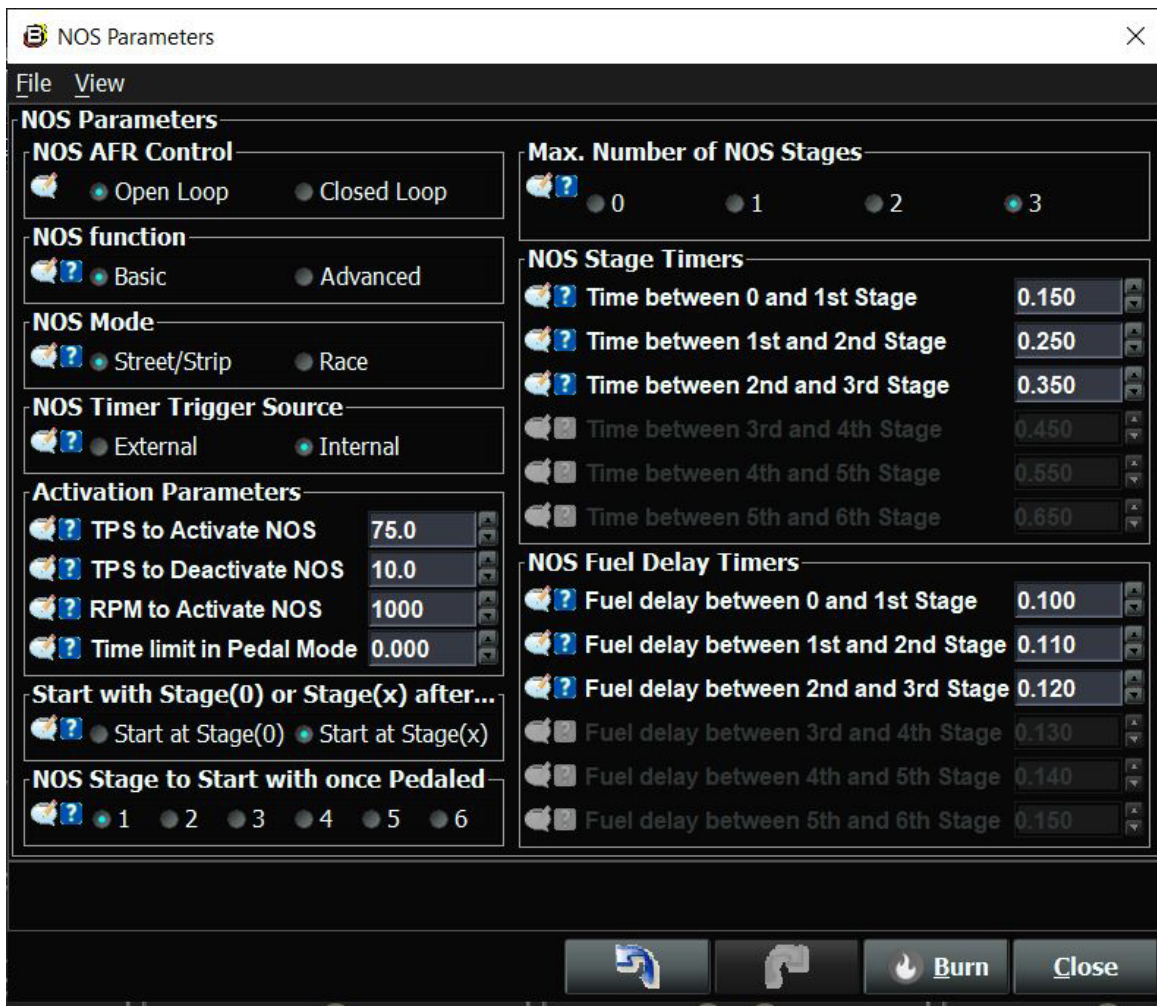 NOS Parameters
File View
NOS Parameters
NOS AFR Control
Open Loop Closed Loop
NOS function
Basic Advanced
NOS Mode
Street/Strip Race
NOS Timer Trigger Source
External Internal
Activation Parameters
TPS to Activate NOS 75.0
TPS to Deactivate NOS 10.0
RPM to Activate NOS 1000
Time limit in Pedal Mode 0.000
Start with Stage(0) or Stage(x) after...
Start at Stage(0) Start at Stage(x)
NOS Stage to Start with once Pedaled
1 2 3 4 5 6
Max. Number of NOS Stages
0 1 2 3
NOS Stage Timers
Time between 0 and 1st Stage 0.150
Time between 1st and 2nd Stage 0.250
Time between 2nd and 3rd Stage 0.350
Time between 3rd and 4th Stage 0.450
Time between 4th and 5th Stage 0.550
Time between 5th and 6th Stage 0.650
NOS Fuel Delay Timers
Fuel delay between 0 and 1st Stage 0.100
Fuel delay between 1st and 2nd Stage 0.110
Fuel delay between 2nd and 3rd Stage 0.120
Fuel delay between 3rd and 4th Stage 0.130
Fuel delay between 4th and 5th Stage 0.140
Fuel delay between 5th and 6th Stage 0.150
Burn Close